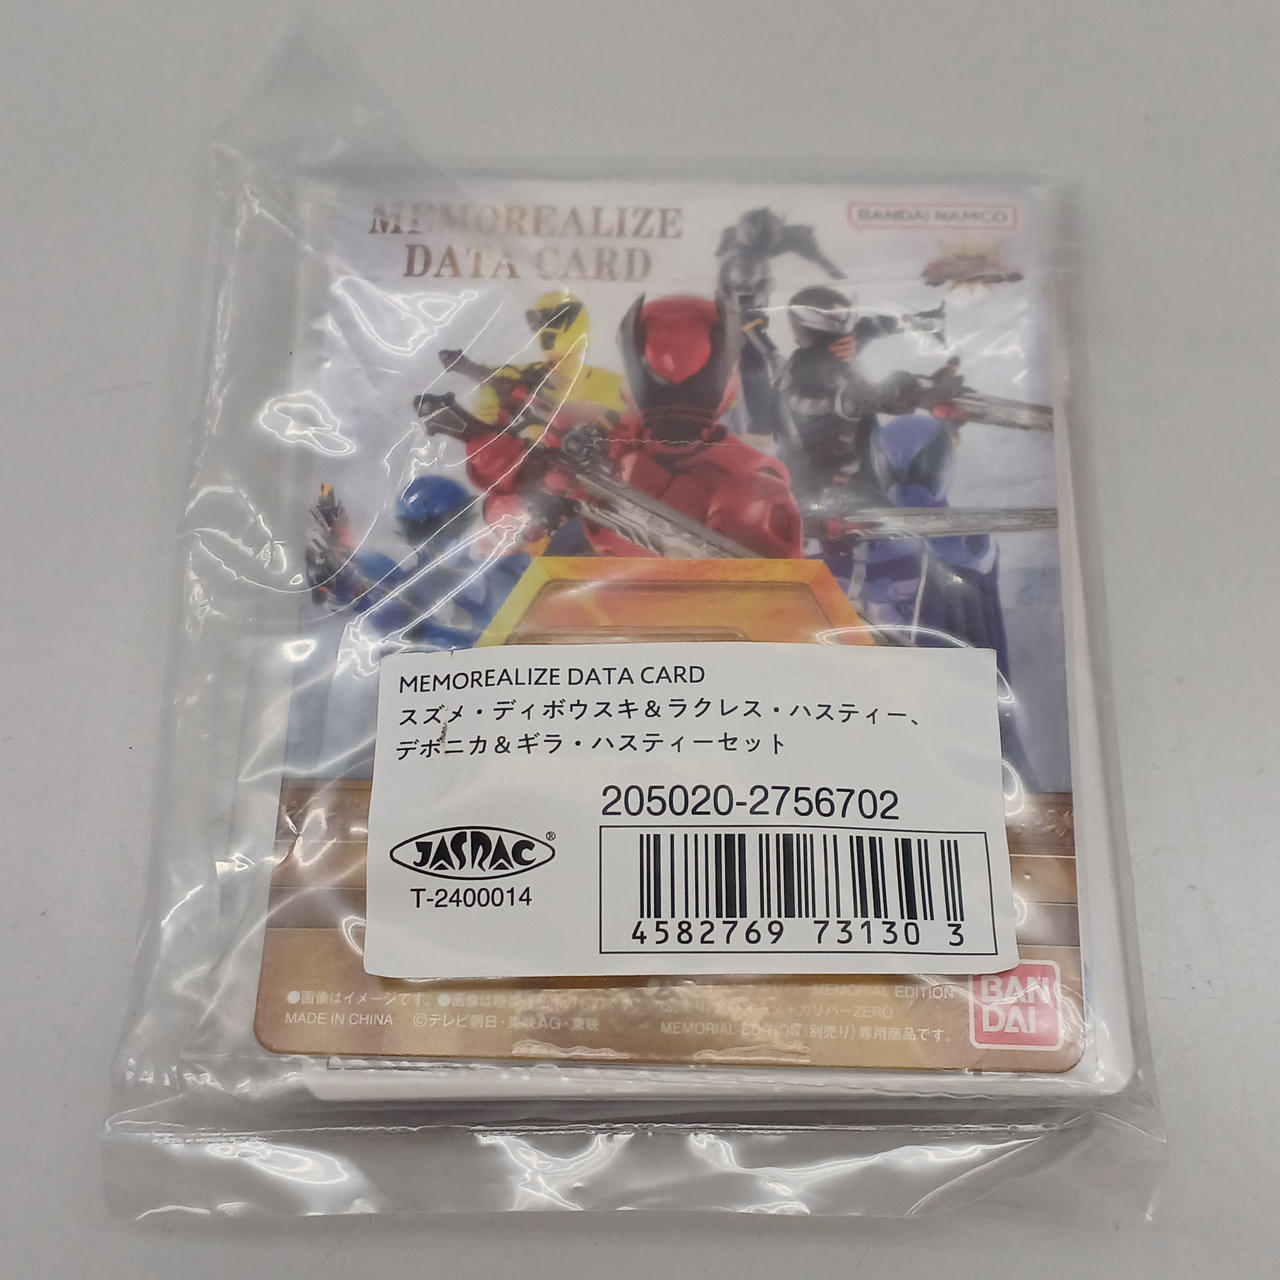 MEMOREALIZE
DATA CARD
BANDAI NAMCO
MEMOREALIZE DATA CARD
スズメ・ディボウスキ＆ラクレス・ハスティー、
デボニカ＆ギラ・ハスティーセット
205020-2756702
JASRAC®
T-2400014
4582769 73130 3
●画像はイメージです。
MEMORIAL EDITION
MADE IN CHINA ©テレビ朝日・東映AG・東映
MEMORIAL EDITION(別売り)専用商品です。
BAN
DAI